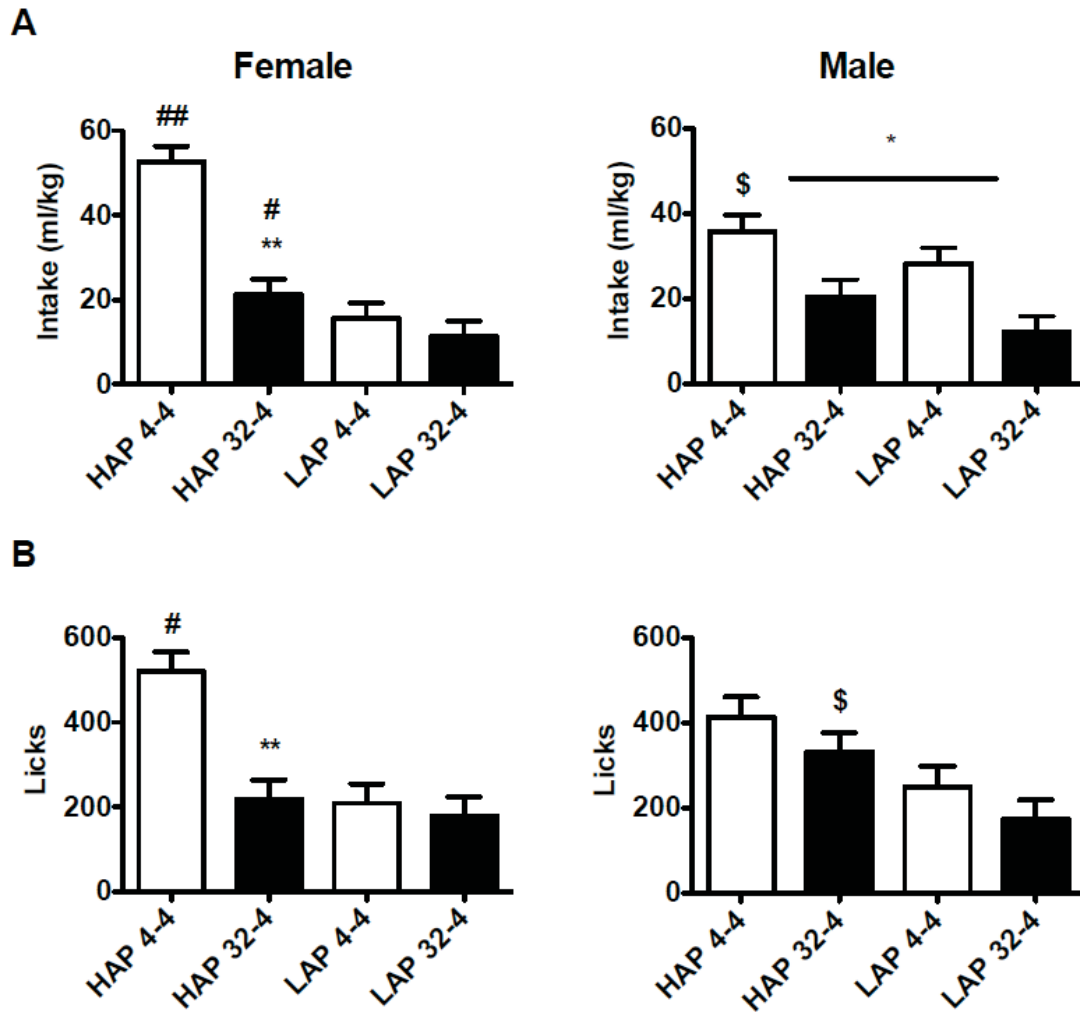 A
Female
Male
##
#
**
60
40
20
0
Intake (ml/kg)
HAP 4-4
HAP 32-4
LAP 4-4
LAP 32-4
$
*
60
40
20
0
Intake (ml/kg)
HAP 4-4
HAP 32-4
LAP 4-4
LAP 32-4
B
#
**
600
400
200
0
Licks
HAP 4-4
HAP 32-4
LAP 4-4
LAP 32-4
$
600
400
200
0
Licks
HAP 4-4
HAP 32-4
LAP 4-4
LAP 32-4